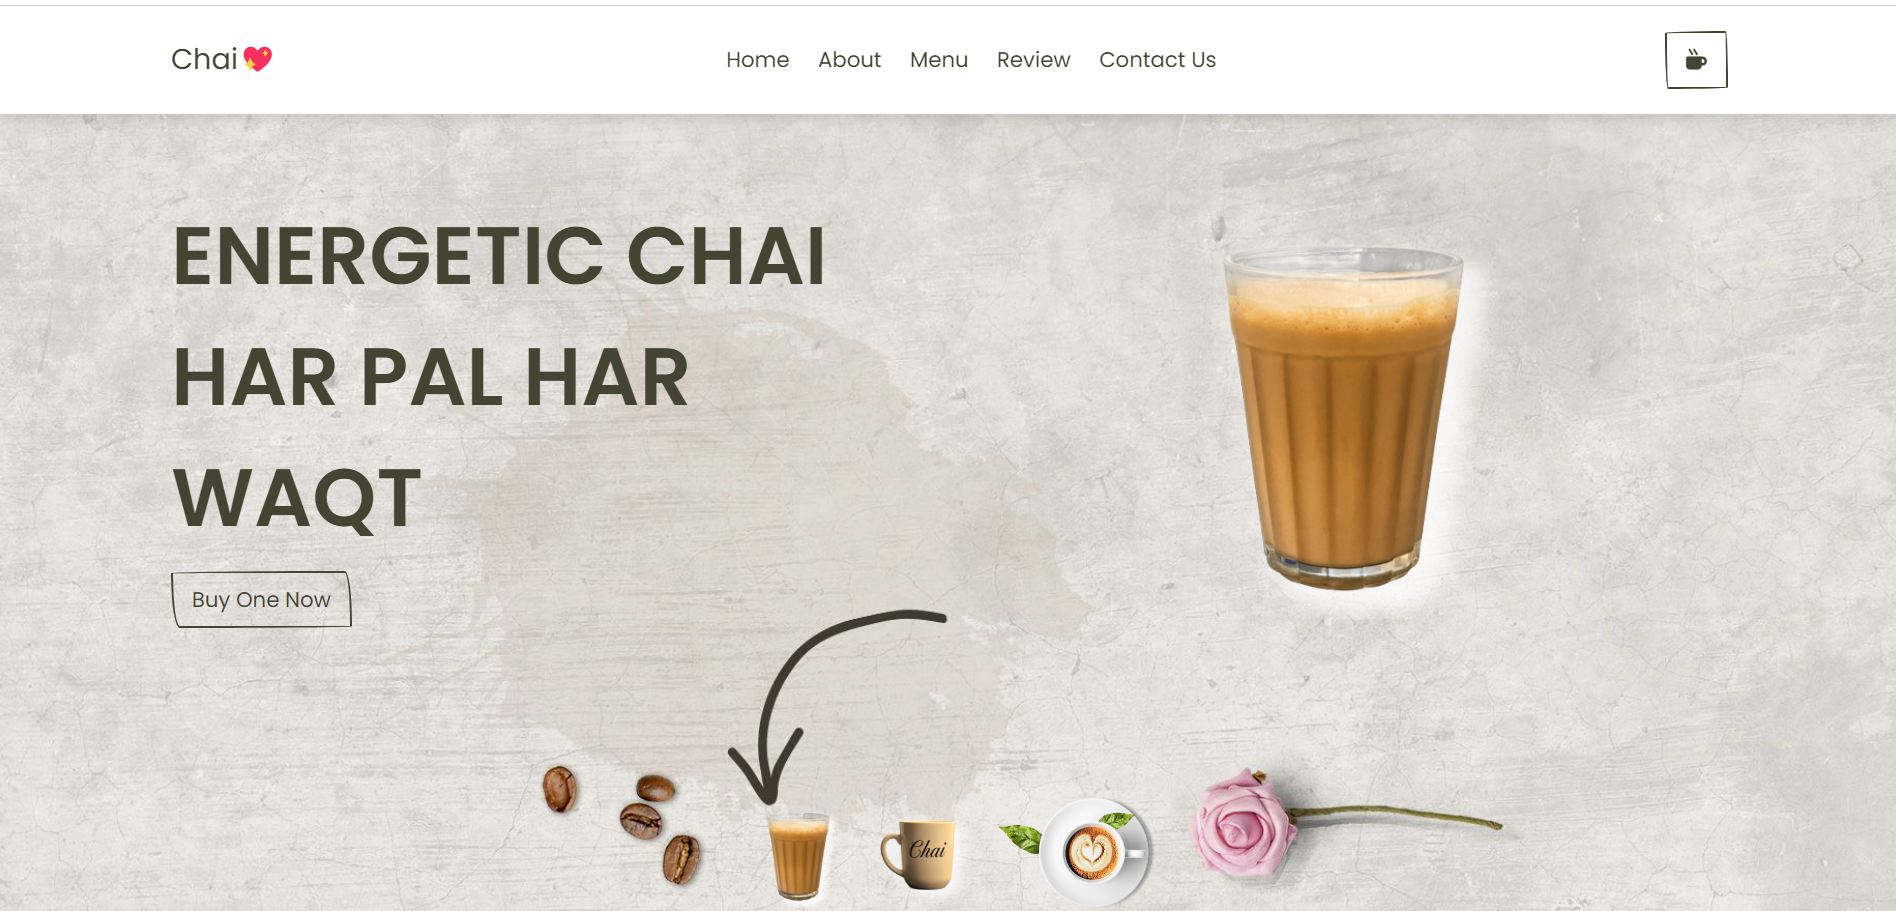 Chai💖
Home About Menu Review Contact Us
ENERGETIC CHAI
HAR PAL HAR
WAQT
Buy One Now
Chai